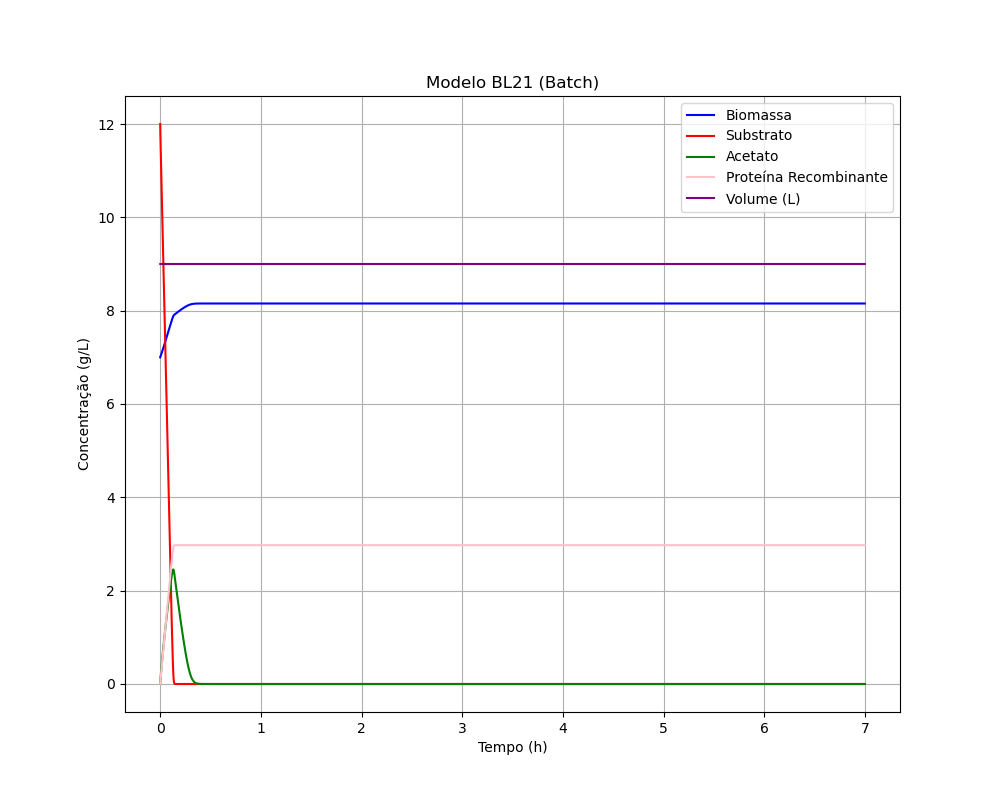 Modelo BL21 (Batch)
Biomassa
Substrato
Acetato
Proteína Recombinante
Volume (L)
Concentração (g/L)
12
10
8
6
4
2
0
0 1 2 3 4 5 6 7
Tempo (h)